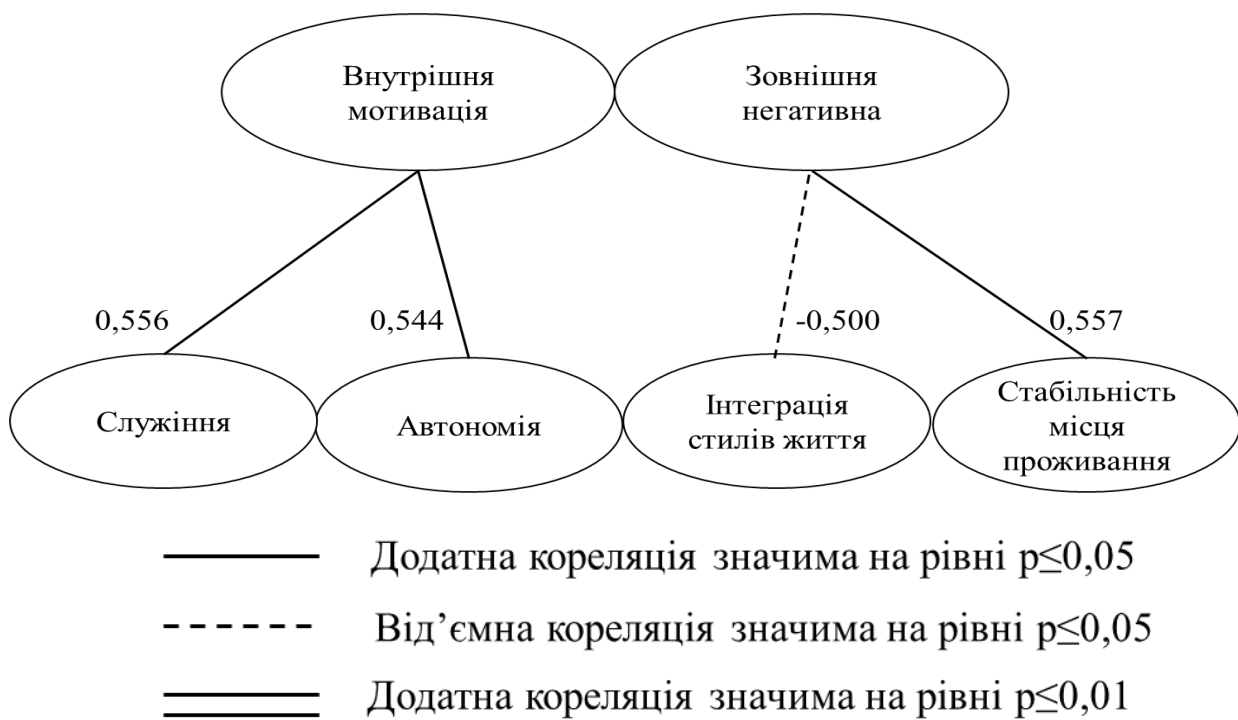 Внутрішня
мотивація
Зовнішня
негативна
0,556
0,544
-0,500
0,557
Служіння
Автономія
Інтеграція
стилів життя
Стабільність
місця
проживання
Додатна кореляція значима на рівні p≤0,05
Від’ємна кореляція значима на рівні p≤0,05
Додатна кореляція значима на рівні p≤0,01